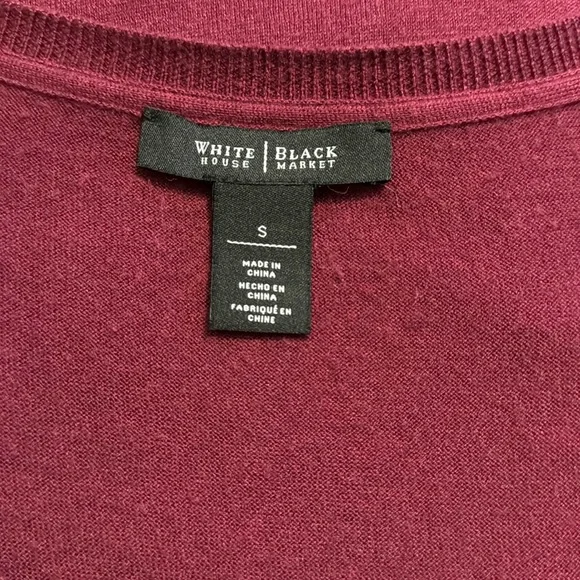 WHITE | BLACK
HOUSE MARKET
S
MADE IN
CHINA
HECHO EN
CHINA
FABRIQUÉ EN
CHINE